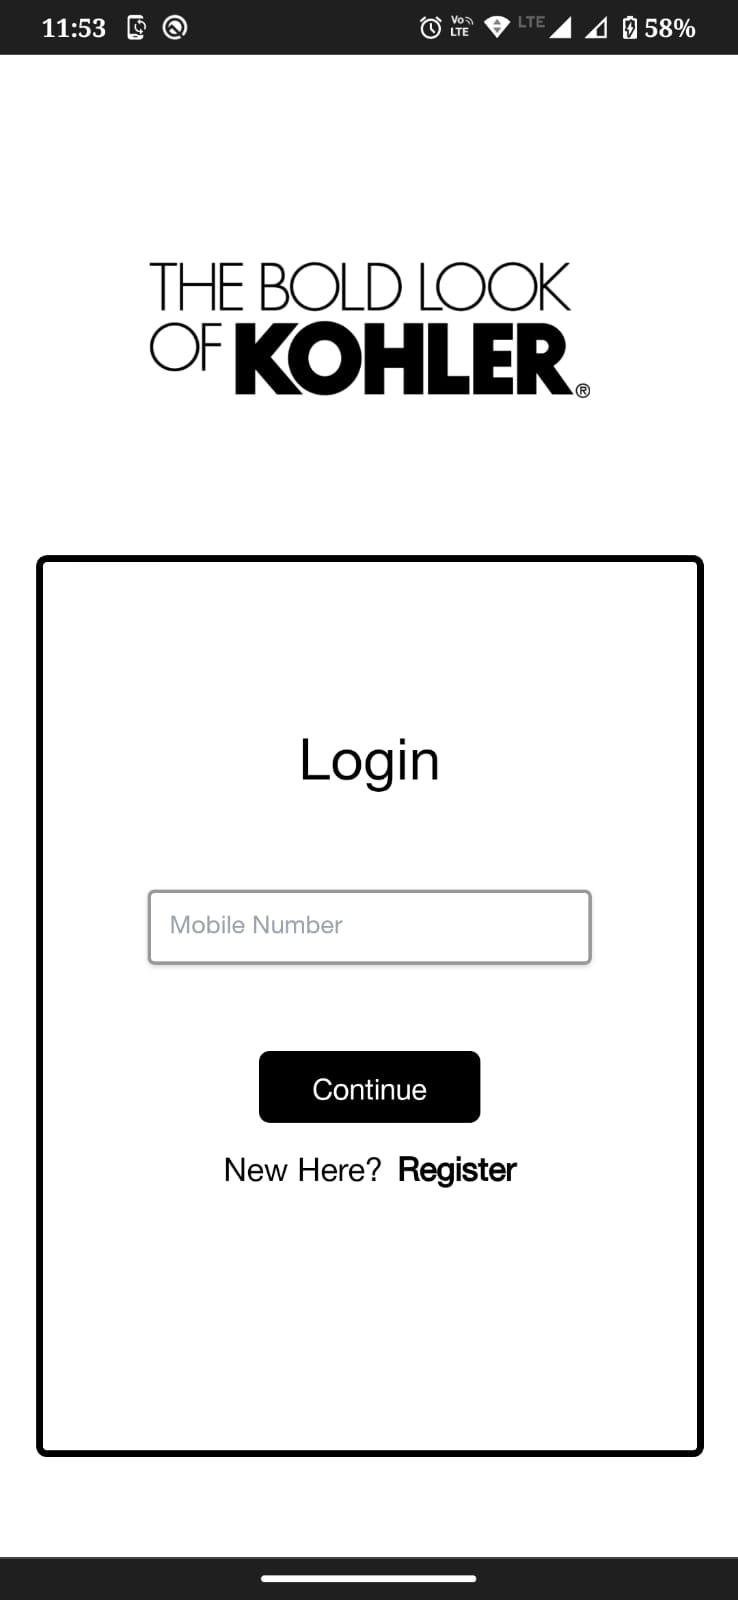 11:53 Vo LTE LTE 58%
THE BOLD LOOK
OF KOHLER®
Login
Mobile Number
Continue
New Here? Register